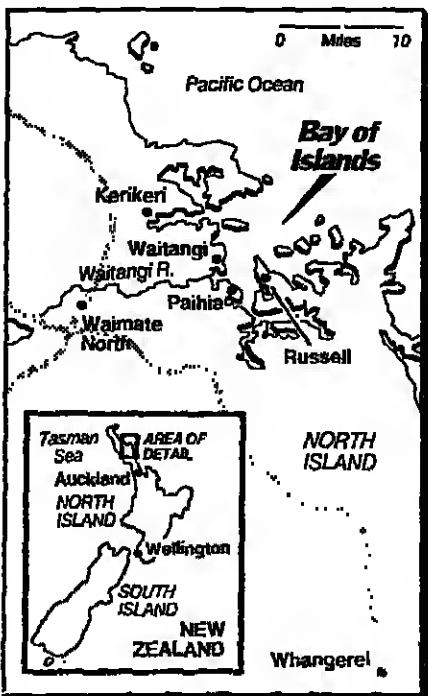 0 Miles 10
Pacific Ocean
Bay of
Islands
Kerikeri
Waitangi
Waitangi R.
Paihia
Waimate
North
Russell
NORTH
ISLAND
Tasman
Sea
AREA OF
DETAIL
Auckland
NORTH
ISLAND
Wellington
SOUTH
ISLAND
NEW
ZEALAND
Whangerel